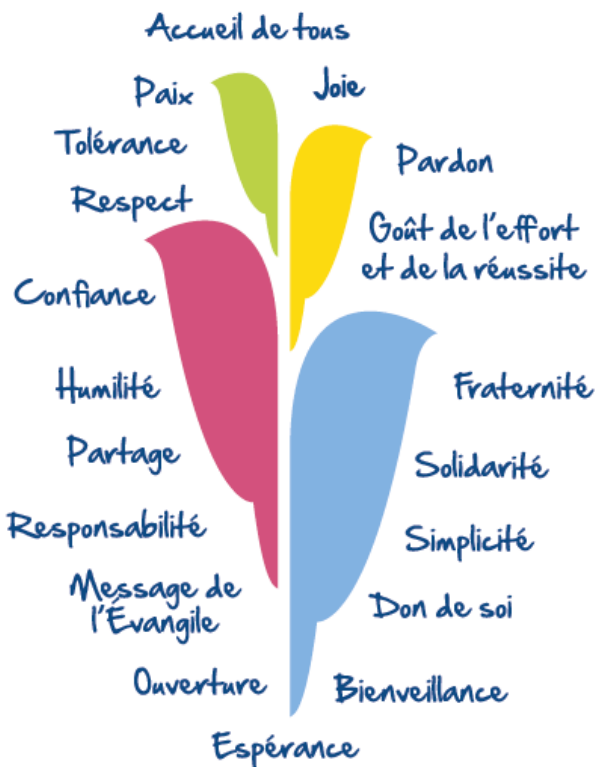 Accueil de tous
Paix
Joie
Tolérance
Pardon
Respect
Goût de l'effort
et de la réussite
Confiance
Humilité
Fraternité
Partage
Solidarité
Responsabilité
Simplicité
Message de
l'Évangile
Don de soi
Ouverture
Bienveillance
Espérance